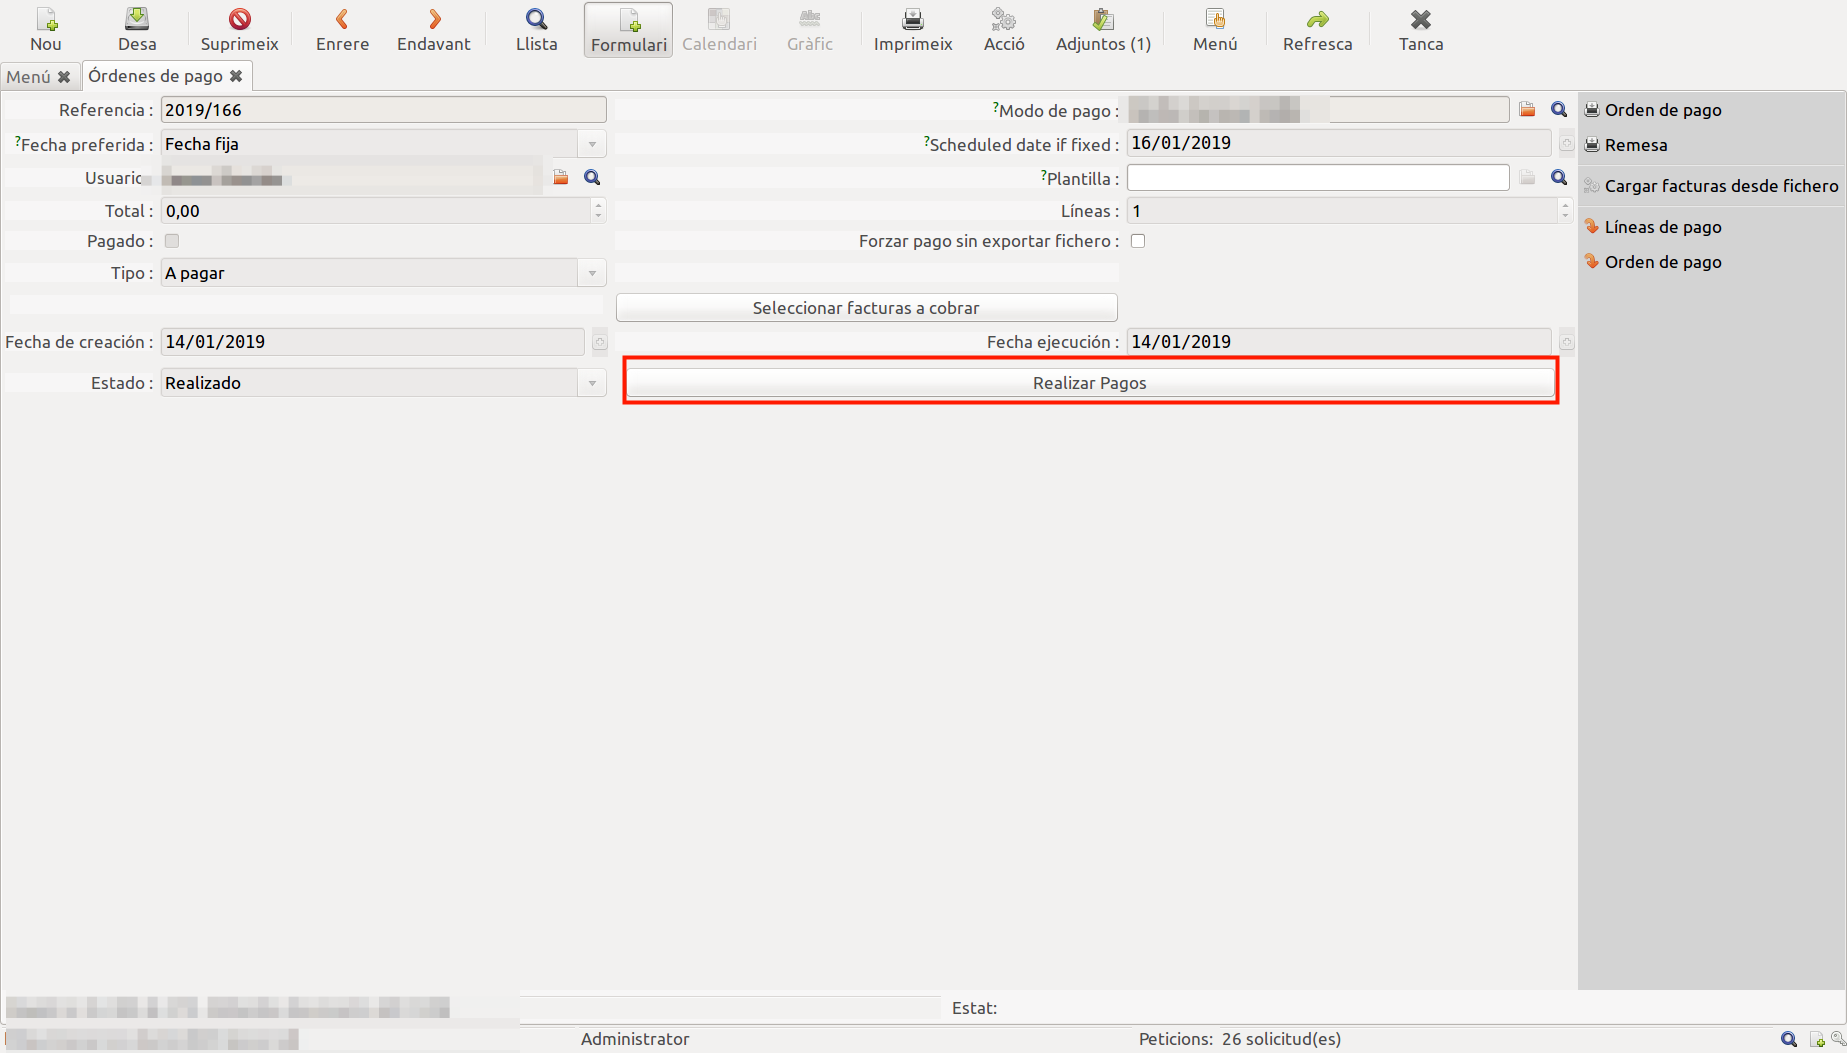 Nou Desa Suprimeix Enrere Endavant Llista Formulari Calendari Gràfic Imprimeix Acció Adjuntos (1) Menú Refresca Tanca
Menú Órdenes de pago
Referencia : 2019/166 ?Modo de pago : Orden de pago
?Fecha preferida : Fecha fija ?Scheduled date if fixed : 16/01/2019 Remesa
Usuario ?Plantilla : Cargar facturas desde fichero
Total : 0,00 Líneas : 1 Líneas de pago
Pagado : Forzar pago sin exportar fichero : Orden de pago
Tipo : A pagar
Seleccionar facturas a cobrar
Fecha de creación : 14/01/2019 Fecha ejecución : 14/01/2019
Estado : Realizado Realizar Pagos
Estat:
Administrator Peticions: 26 solicitud(es)